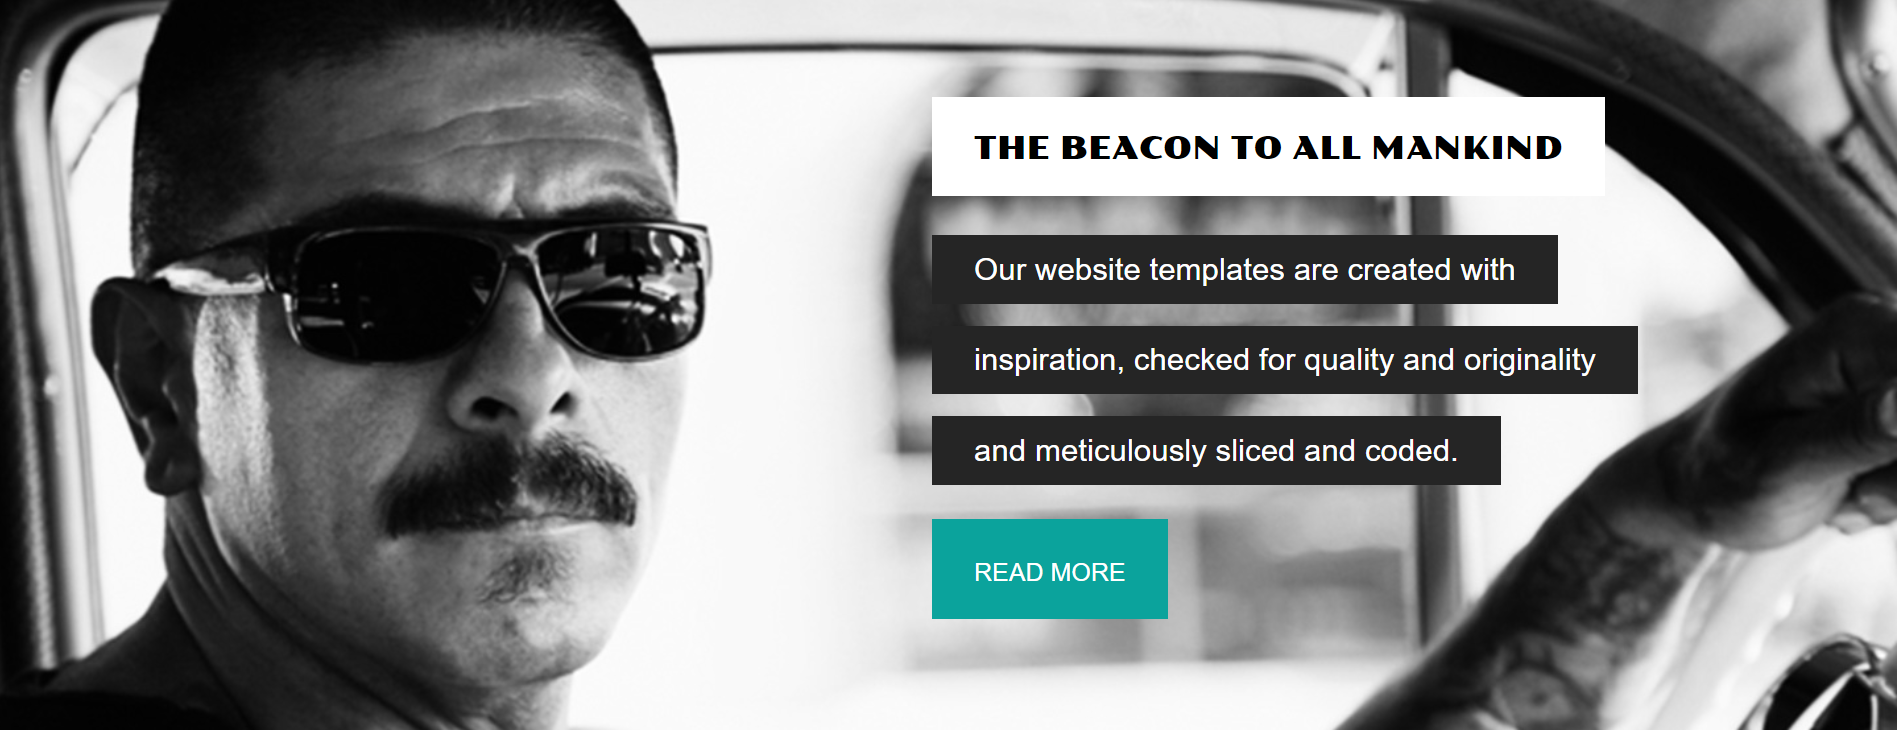 THE BEACON TO ALL MANKIND
Our website templates are created with
inspiration, checked for quality and originality
and meticulously sliced and coded.
READ MORE